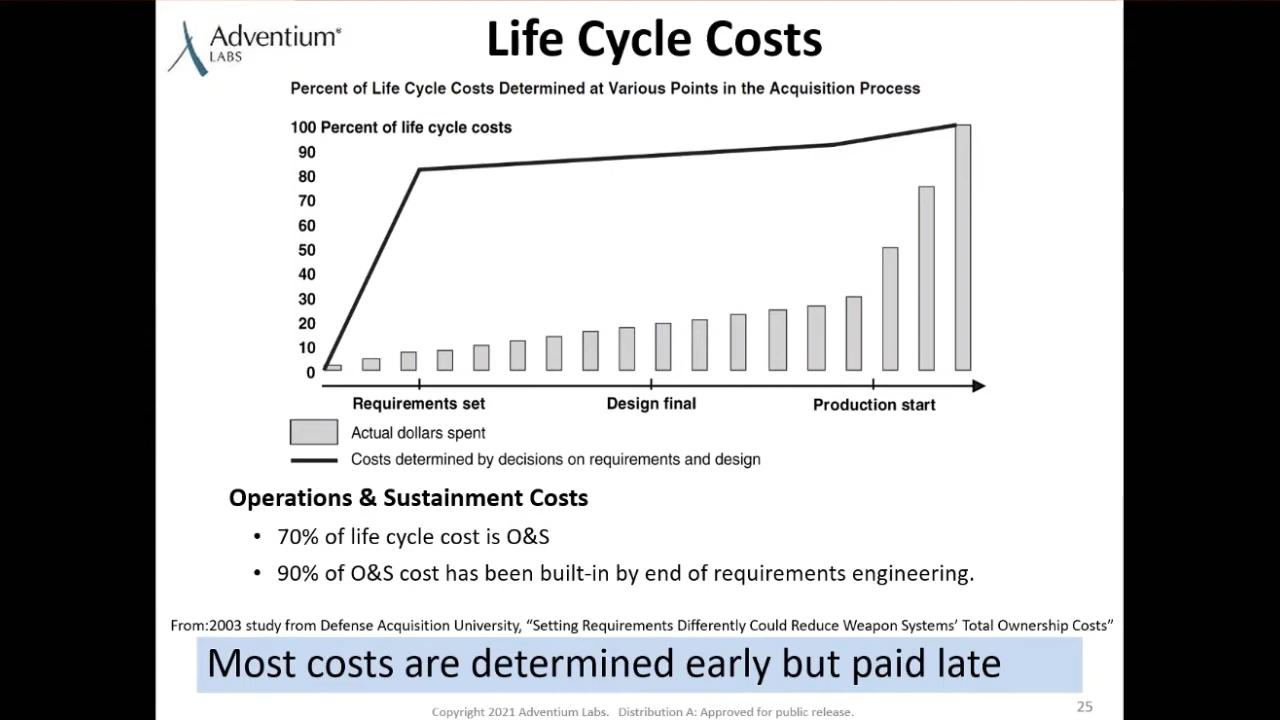 Adventium®
LABS
Life Cycle Costs
Percent of Life Cycle Costs Determined at Various Points in the Acquisition Process
100 Percent of life cycle costs
90
80
70
60
50
40
30
20
10
0
Requirements set
Design final
Production start
Actual dollars spent
Costs determined by decisions on requirements and design
Operations & Sustainment Costs
• 70% of life cycle cost is O&S
• 90% of O&S cost has been built-in by end of requirements engineering.
From:2003 study from Defense Acquisition University, “Setting Requirements Differently Could Reduce Weapon Systems’ Total Ownership Costs”
Most costs are determined early but paid late
Copyright 2021 Adventium Labs. Distribution A: Approved for public release.
25